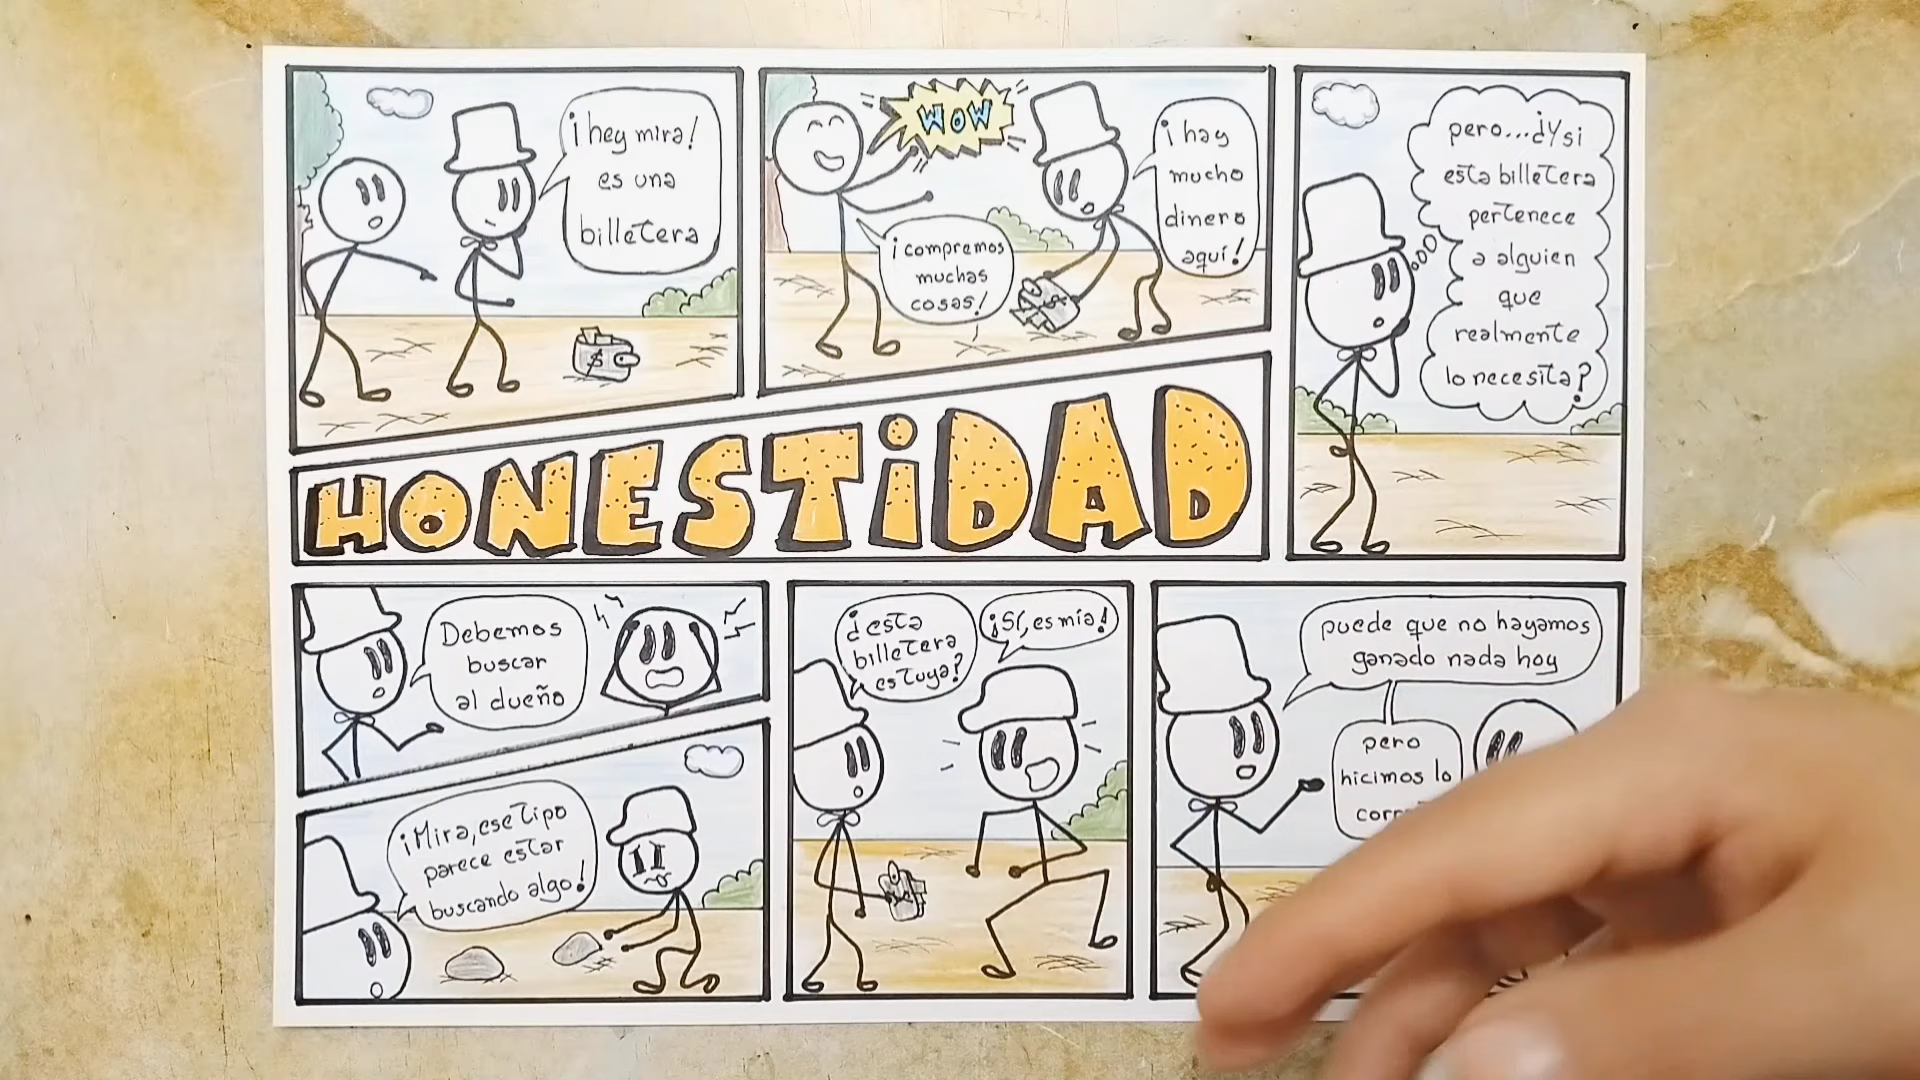 ¡hey mira!
es una
billetera
WOW
¡compremos
muchas
cosas!
¡hay
mucho
dinero
aquí!
pero...¿Y si
esta billetera
pertenece
a alguien
que
realmente
lo necesita?
HONESTiDAD
Debemos
buscar
al dueño
¡Mira, ese tipo
parece estar
buscando algo!
¿esta
billetera
es tuya?
¡Sí, es mía!
puede que no hayamos
ganado nada hoy
pero
hicimos lo